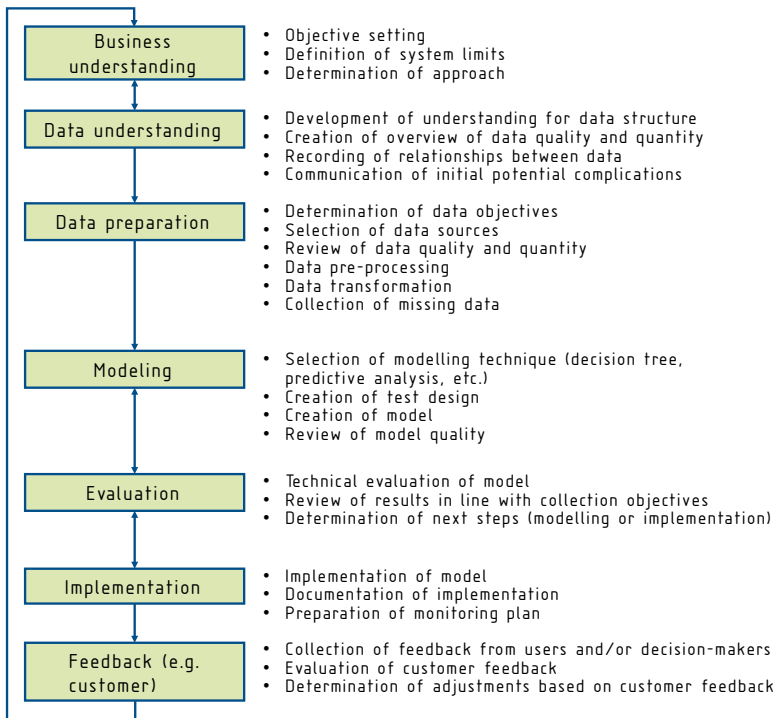 Business
understanding
• Objective setting
• Definition of system limits
• Determination of approach
Data understanding
• Development of understanding for data structure
• Creation of overview of data quality and quantity
• Recording of relationships between data
• Communication of initial potential complications
Data preparation
• Determination of data objectives
• Selection of data sources
• Review of data quality and quantity
• Data pre-processing
• Data transformation
• Collection of missing data
Modeling
• Selection of modelling technique (decision tree,
predictive analysis, etc.)
• Creation of test design
• Creation of model
• Review of model quality
Evaluation
• Technical evaluation of model
• Review of results in line with collection objectives
• Determination of next steps (modelling or implementation)
Implementation
• Implementation of model
• Documentation of implementation
• Preparation of monitoring plan
Feedback (e.g.
customer)
• Collection of feedback from users and/or decision-makers
• Evaluation of customer feedback
• Determination of adjustments based on customer feedback